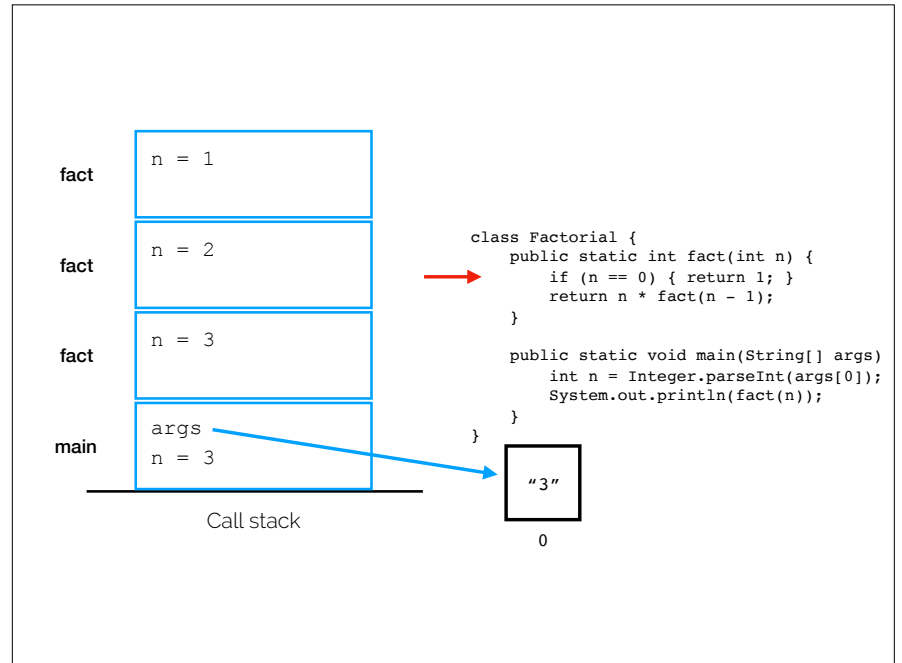 fact
n = 1
fact
n = 2
fact
n = 3
main
args
n = 3
Call stack
class Factorial {
    public static int fact(int n) {
        if (n == 0) { return 1; }
        return n * fact(n - 1);
    }

    public static void main(String[] args)
        int n = Integer.parseInt(args[0]);
        System.out.println(fact(n));
    }
}
“3”
0